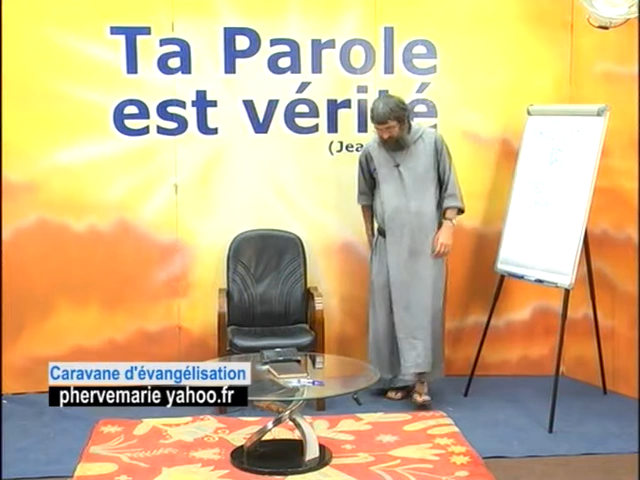 Ta Parole
est vérité
(Jea
Caravane d'évangélisation
phervemarie yahoo.fr